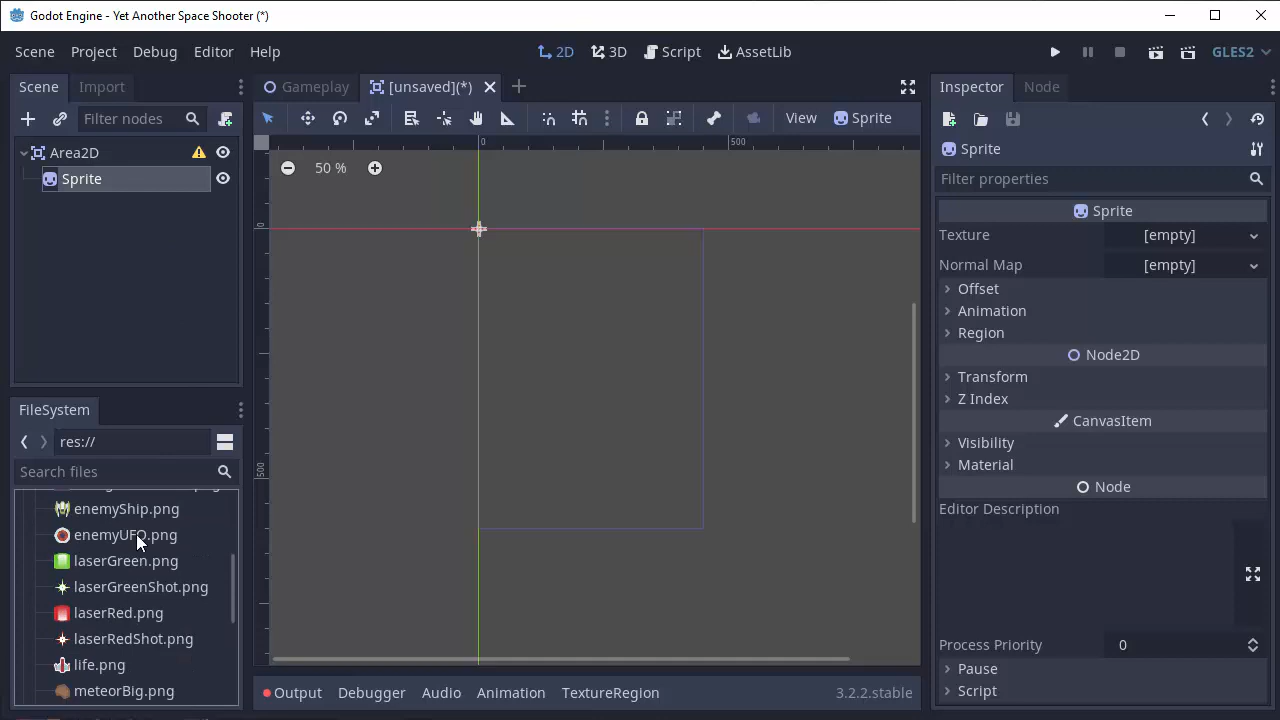 Godot Engine - Yet Another Space Shooter (*)
Scene Project Debug Editor Help 2D 3D Script AssetLib GLES2
Scene Import Gameplay [unsaved](*) Inspector Node
Filter nodes View Sprite
Area2D
Sprite
0 500
50 %
0
500
Sprite
Filter properties
Sprite
Texture [empty]
Normal Map [empty]
Offset
Animation
Region
Node2D
Transform
Z Index
CanvasItem
Visibility
Material
Node
Editor Description
Process Priority 0
Pause
Script
FileSystem
res://
Search files
enemyShip.png
enemyUFO.png
laserGreen.png
laserGreenShot.png
laserRed.png
laserRedShot.png
life.png
meteorBig.png
Output Debugger Audio Animation TextureRegion 3.2.2.stable